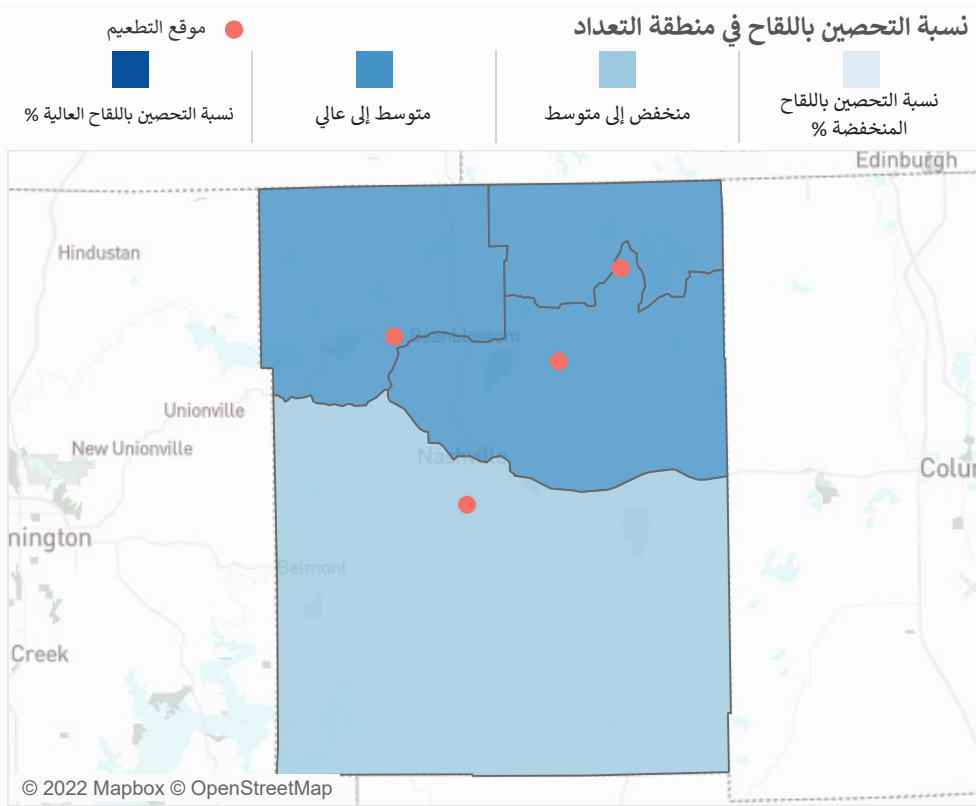 نسبة التحصين باللقاح في منطقة التعداد
موقع التطعيم
نسبة التحصين باللقاح
المنخفضة %
منخفض إلى متوسط
متوسط إلى عالي
نسبة التحصين باللقاح العالية %
Edinburgh
Hindustan
Beanblossom
Unionville
New Unionville
Nashville
Colu
nington
Belmont
Creek
© 2022 Mapbox © OpenStreetMap